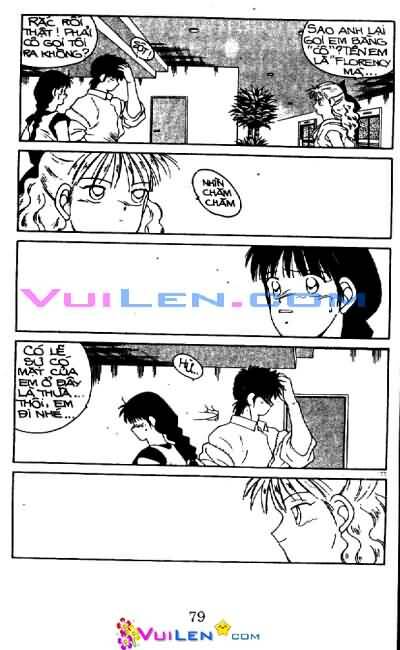 RẮC RỐI
THẬT! PHẢI
CÔ GỌI TÔI
RA KHÔNG?
SỘT!
SAO ANH LẠI
GỌI EM BẰNG
"CÔ"? TÊN EM
LÀ "FLORENCY
MÀ...
NHÌN
CHẰM
CHẰM
VUILEN.COM
CÓ LẼ
SỰ CÓ
MẶT CỦA
EM Ở ĐÂY
LÀ THỪA...
THÔI, EM
ĐI NHÉ...
HỪ...
79
VUILEN.COM